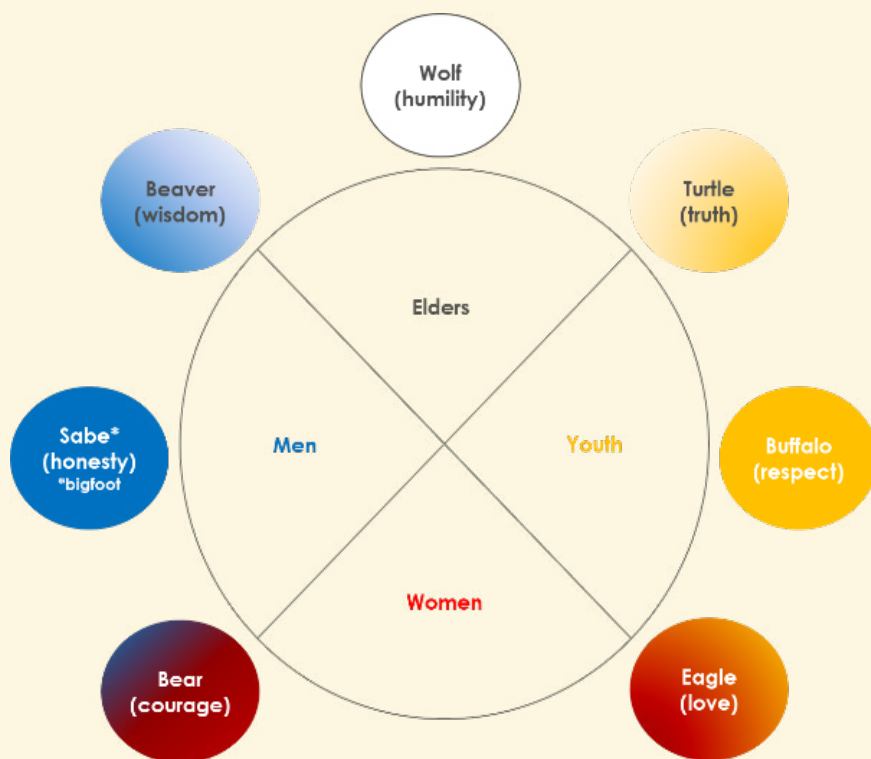 Wolf
(humility)
Beaver
(wisdom)
Turtle
(truth)
Elders
Sabe*
(honesty)
*bigfoot
Men
Youth
Buffalo
(respect)
Women
Bear
(courage)
Eagle
(love)